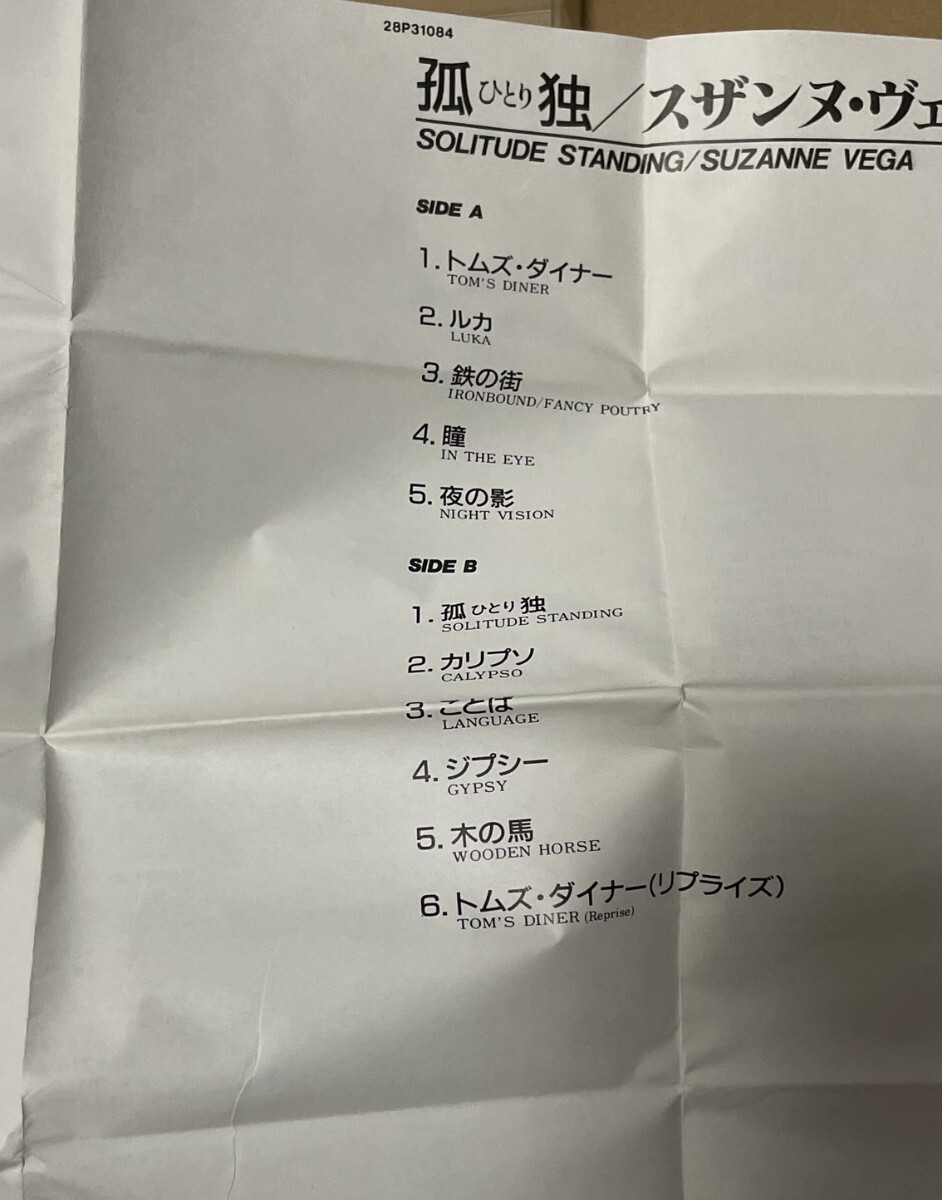 28P31084
孤ひとり独／スザンヌ・ヴェ
SOLITUDE STANDING/SUZANNE VEGA
SIDE A
1.トムズ・ダイナー
TOM'S DINER
2.ルカ
LUKA
3.鉄の街
IRONBOUND/FANCY POUTRY
4.瞳
IN THE EYE
5.夜の影
NIGHT VISION
SIDE B
1.孤ひとり独
SOLITUDE STANDING
2.カリプソ
CALYPSO
3.ことば
LANGUAGE
4.ジプシー
GYPSY
5.木の馬
WOODEN HORSE
6.トムズ・ダイナー(リプライズ)
TOM'S DINER (Reprise)